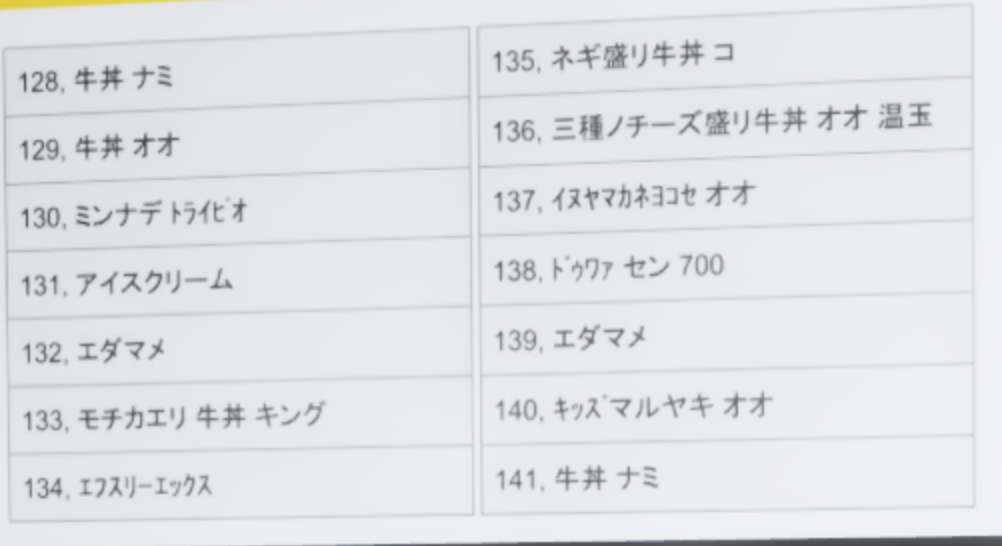 128, 牛丼 ナミ
129, 牛丼 オオ
130, ミンナデ ﾄﾗｲﾋﾞｵ
131, アイスクリーム
132, エダマメ
133, モチカエリ 牛丼 キング
134, ｴﾌｽﾘｰｴｯｸｽ
135, ネギ盛リ牛丼 コ
136, 三種ノチーズ盛リ牛丼 オオ 温玉
137, ｲﾇﾔﾏｶﾈﾖｺｾ オオ
138, ﾄﾞｩﾜｧ セン 700
139, エダマメ
140, ｷｯｽﾞマルヤキ オオ
141, 牛丼 ナミ